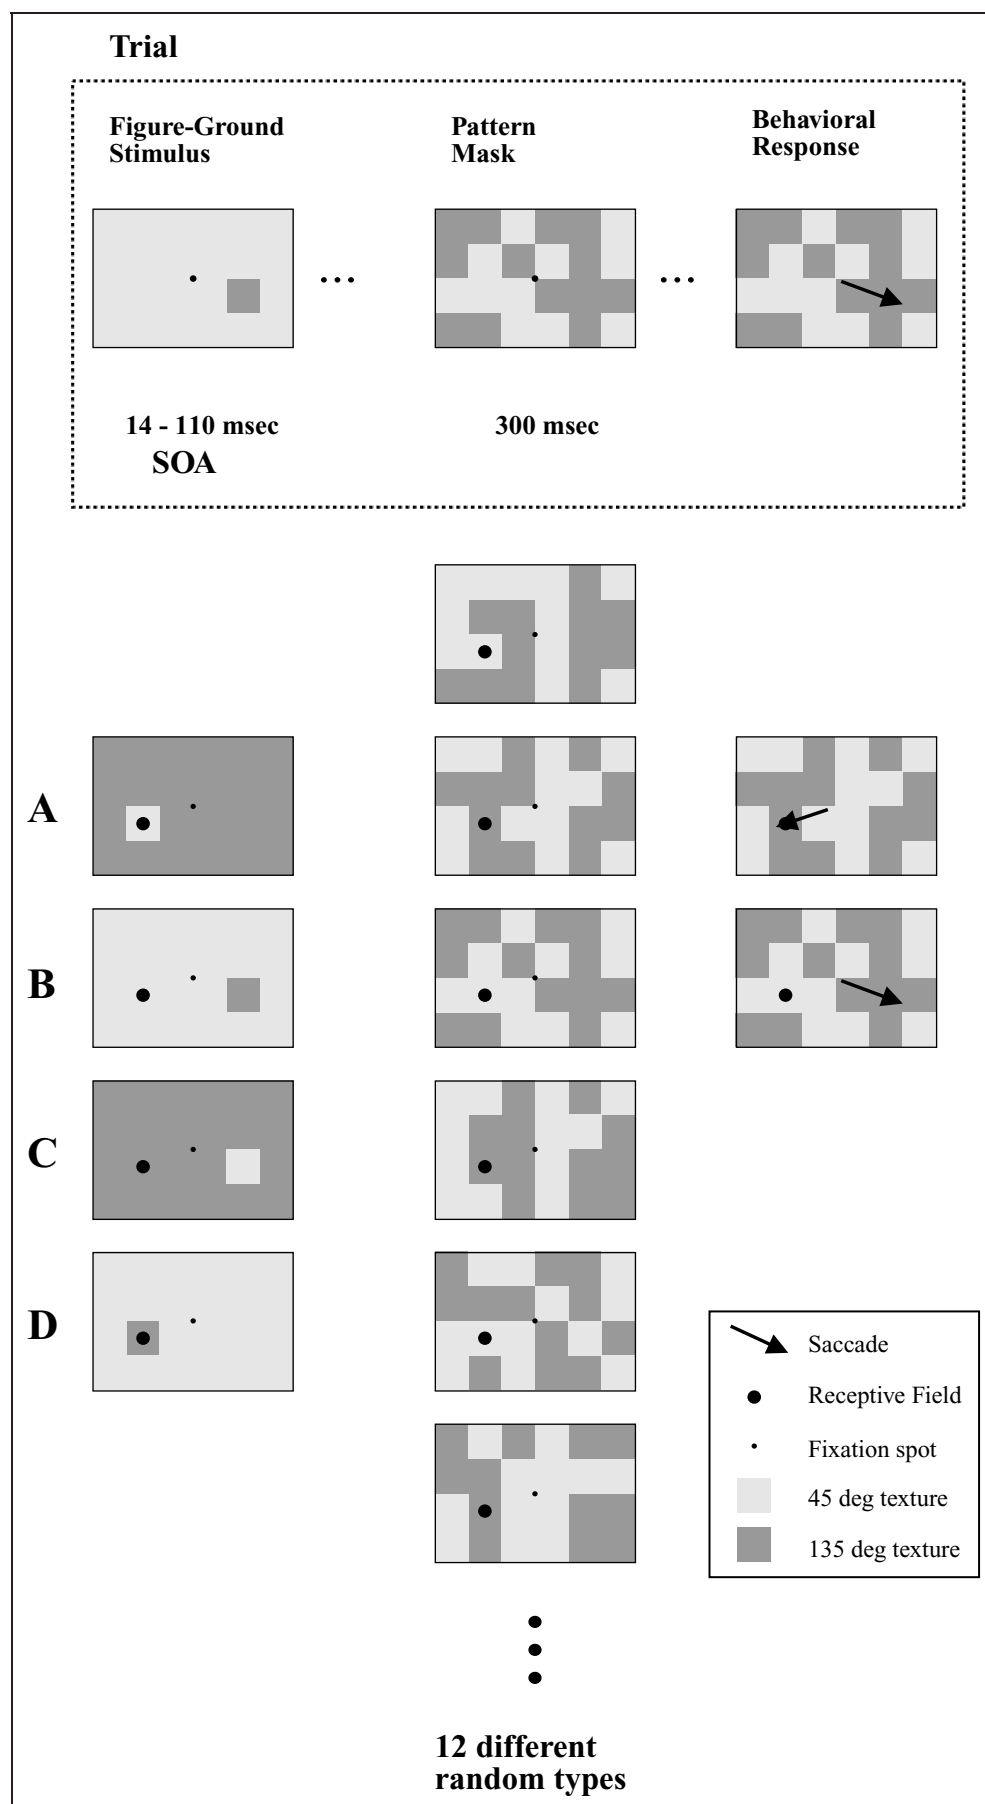 Trial
Figure-Ground
Stimulus
Pattern
Mask
Behavioral
Response
14 - 110 msec
SOA
300 msec
A
B
C
D
Saccade
Receptive Field
Fixation spot
45 deg texture
135 deg texture
12 different
random types